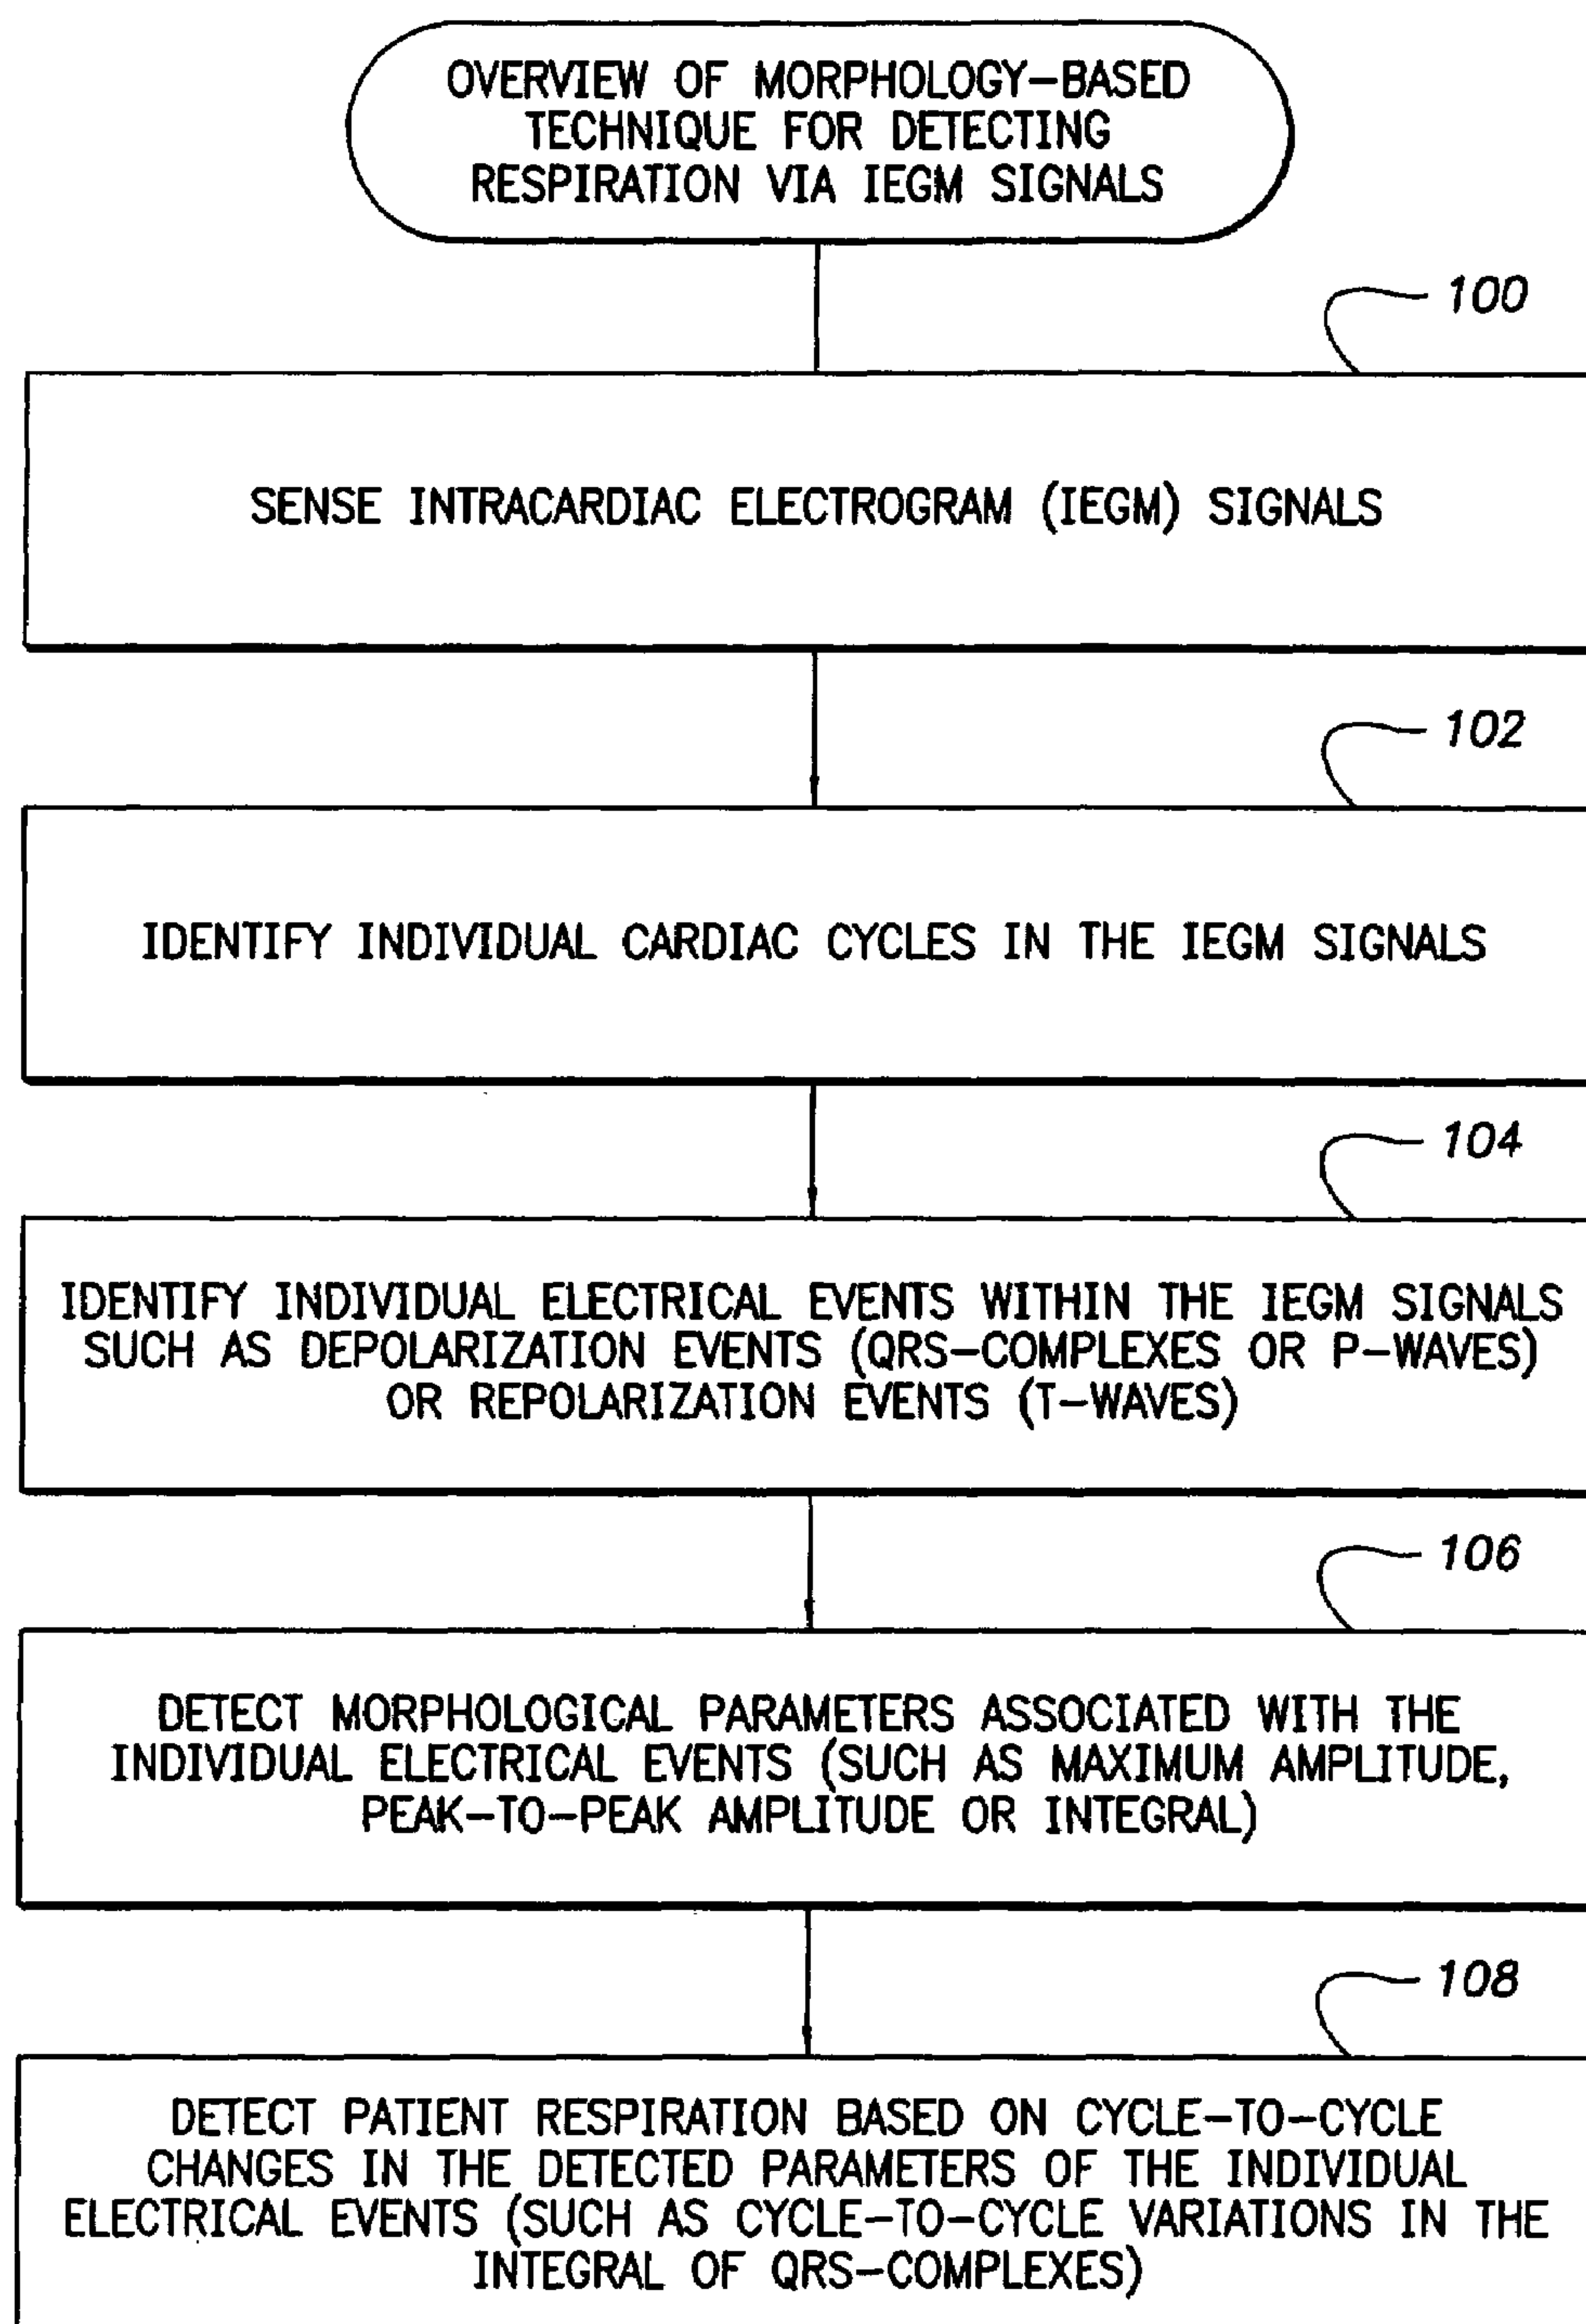 OVERVIEW OF MORPHOLOGY-BASED
TECHNIQUE FOR DETECTING
RESPIRATION VIA IEGM SIGNALS
100
SENSE INTRACARDIAC ELECTROGRAM (IEGM) SIGNALS
102
IDENTIFY INDIVIDUAL CARDIAC CYCLES IN THE IEGM SIGNALS
104
IDENTIFY INDIVIDUAL ELECTRICAL EVENTS WITHIN THE IEGM SIGNALS
SUCH AS DEPOLARIZATION EVENTS (QRS-COMPLEXES OR P-WAVES)
OR REPOLARIZATION EVENTS (T-WAVES)
106
DETECT MORPHOLOGICAL PARAMETERS ASSOCIATED WITH THE
INDIVIDUAL ELECTRICAL EVENTS (SUCH AS MAXIMUM AMPLITUDE,
PEAK-TO-PEAK AMPLITUDE OR INTEGRAL)
108
DETECT PATIENT RESPIRATION BASED ON CYCLE-TO-CYCLE
CHANGES IN THE DETECTED PARAMETERS OF THE INDIVIDUAL
ELECTRICAL EVENTS (SUCH AS CYCLE-TO-CYCLE VARIATIONS IN THE
INTEGRAL OF QRS-COMPLEXES)